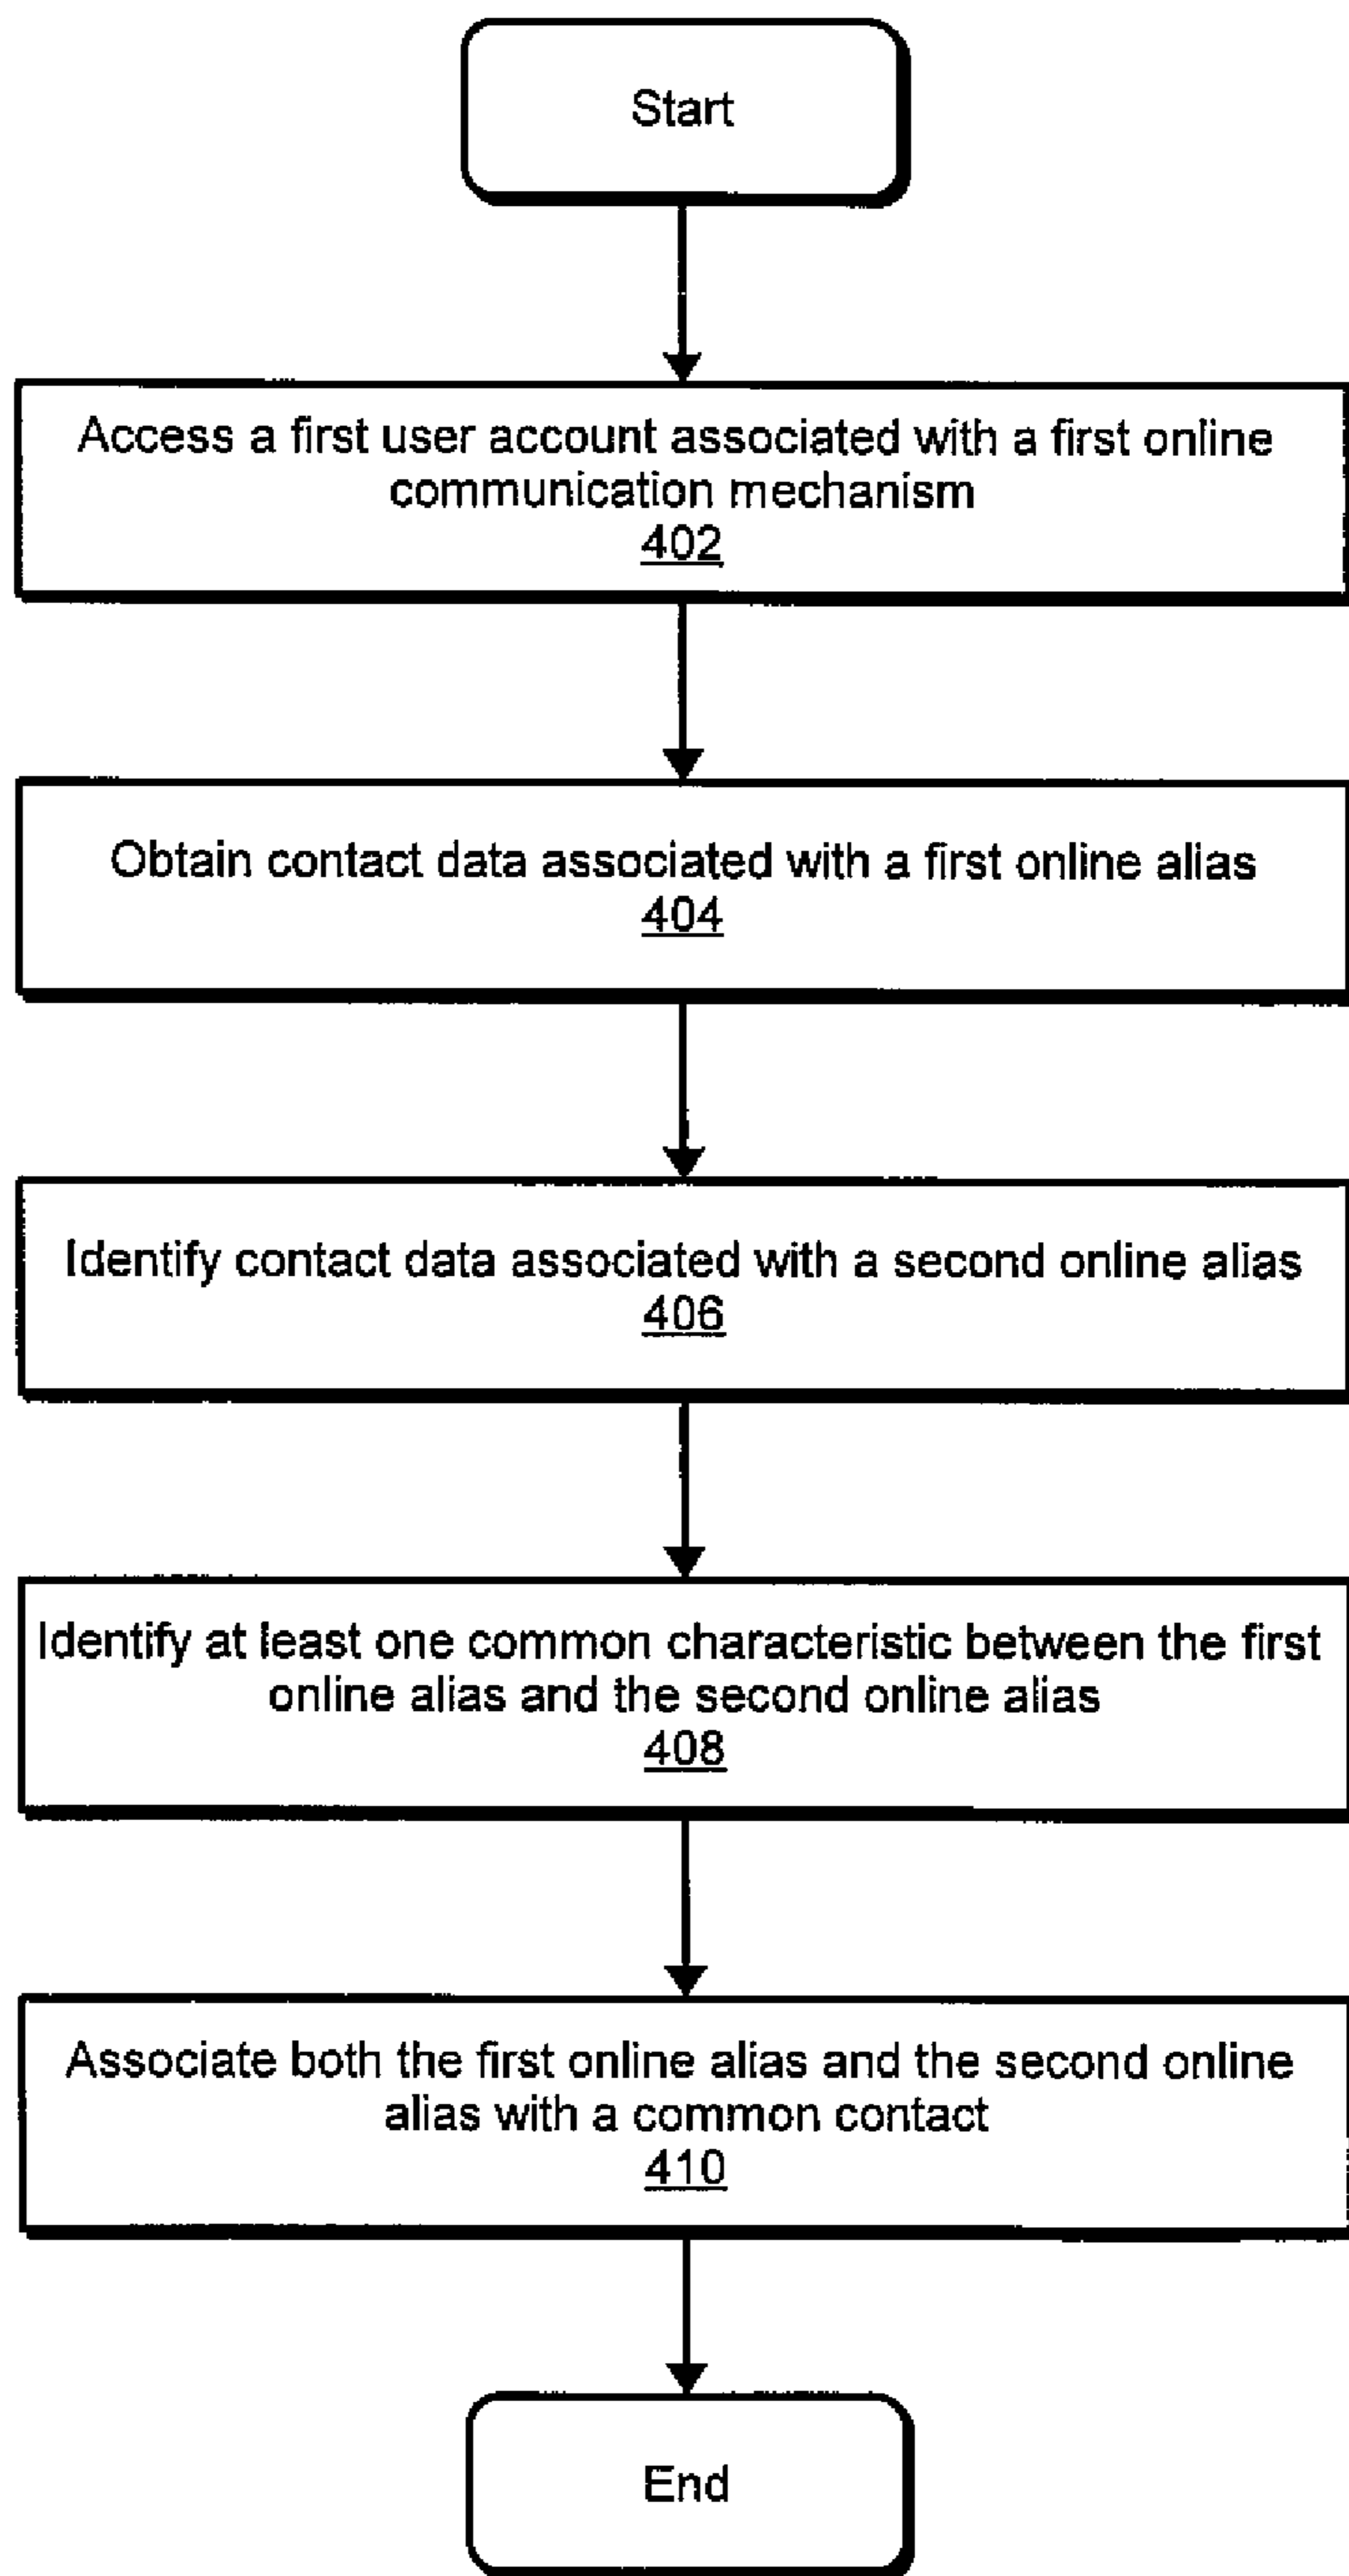 Start
Access a first user account associated with a first online
communication mechanism
402
Obtain contact data associated with a first online alias
404
Identify contact data associated with a second online alias
406
Identify at least one common characteristic between the first
online alias and the second online alias
408
Associate both the first online alias and the second online
alias with a common contact
410
End